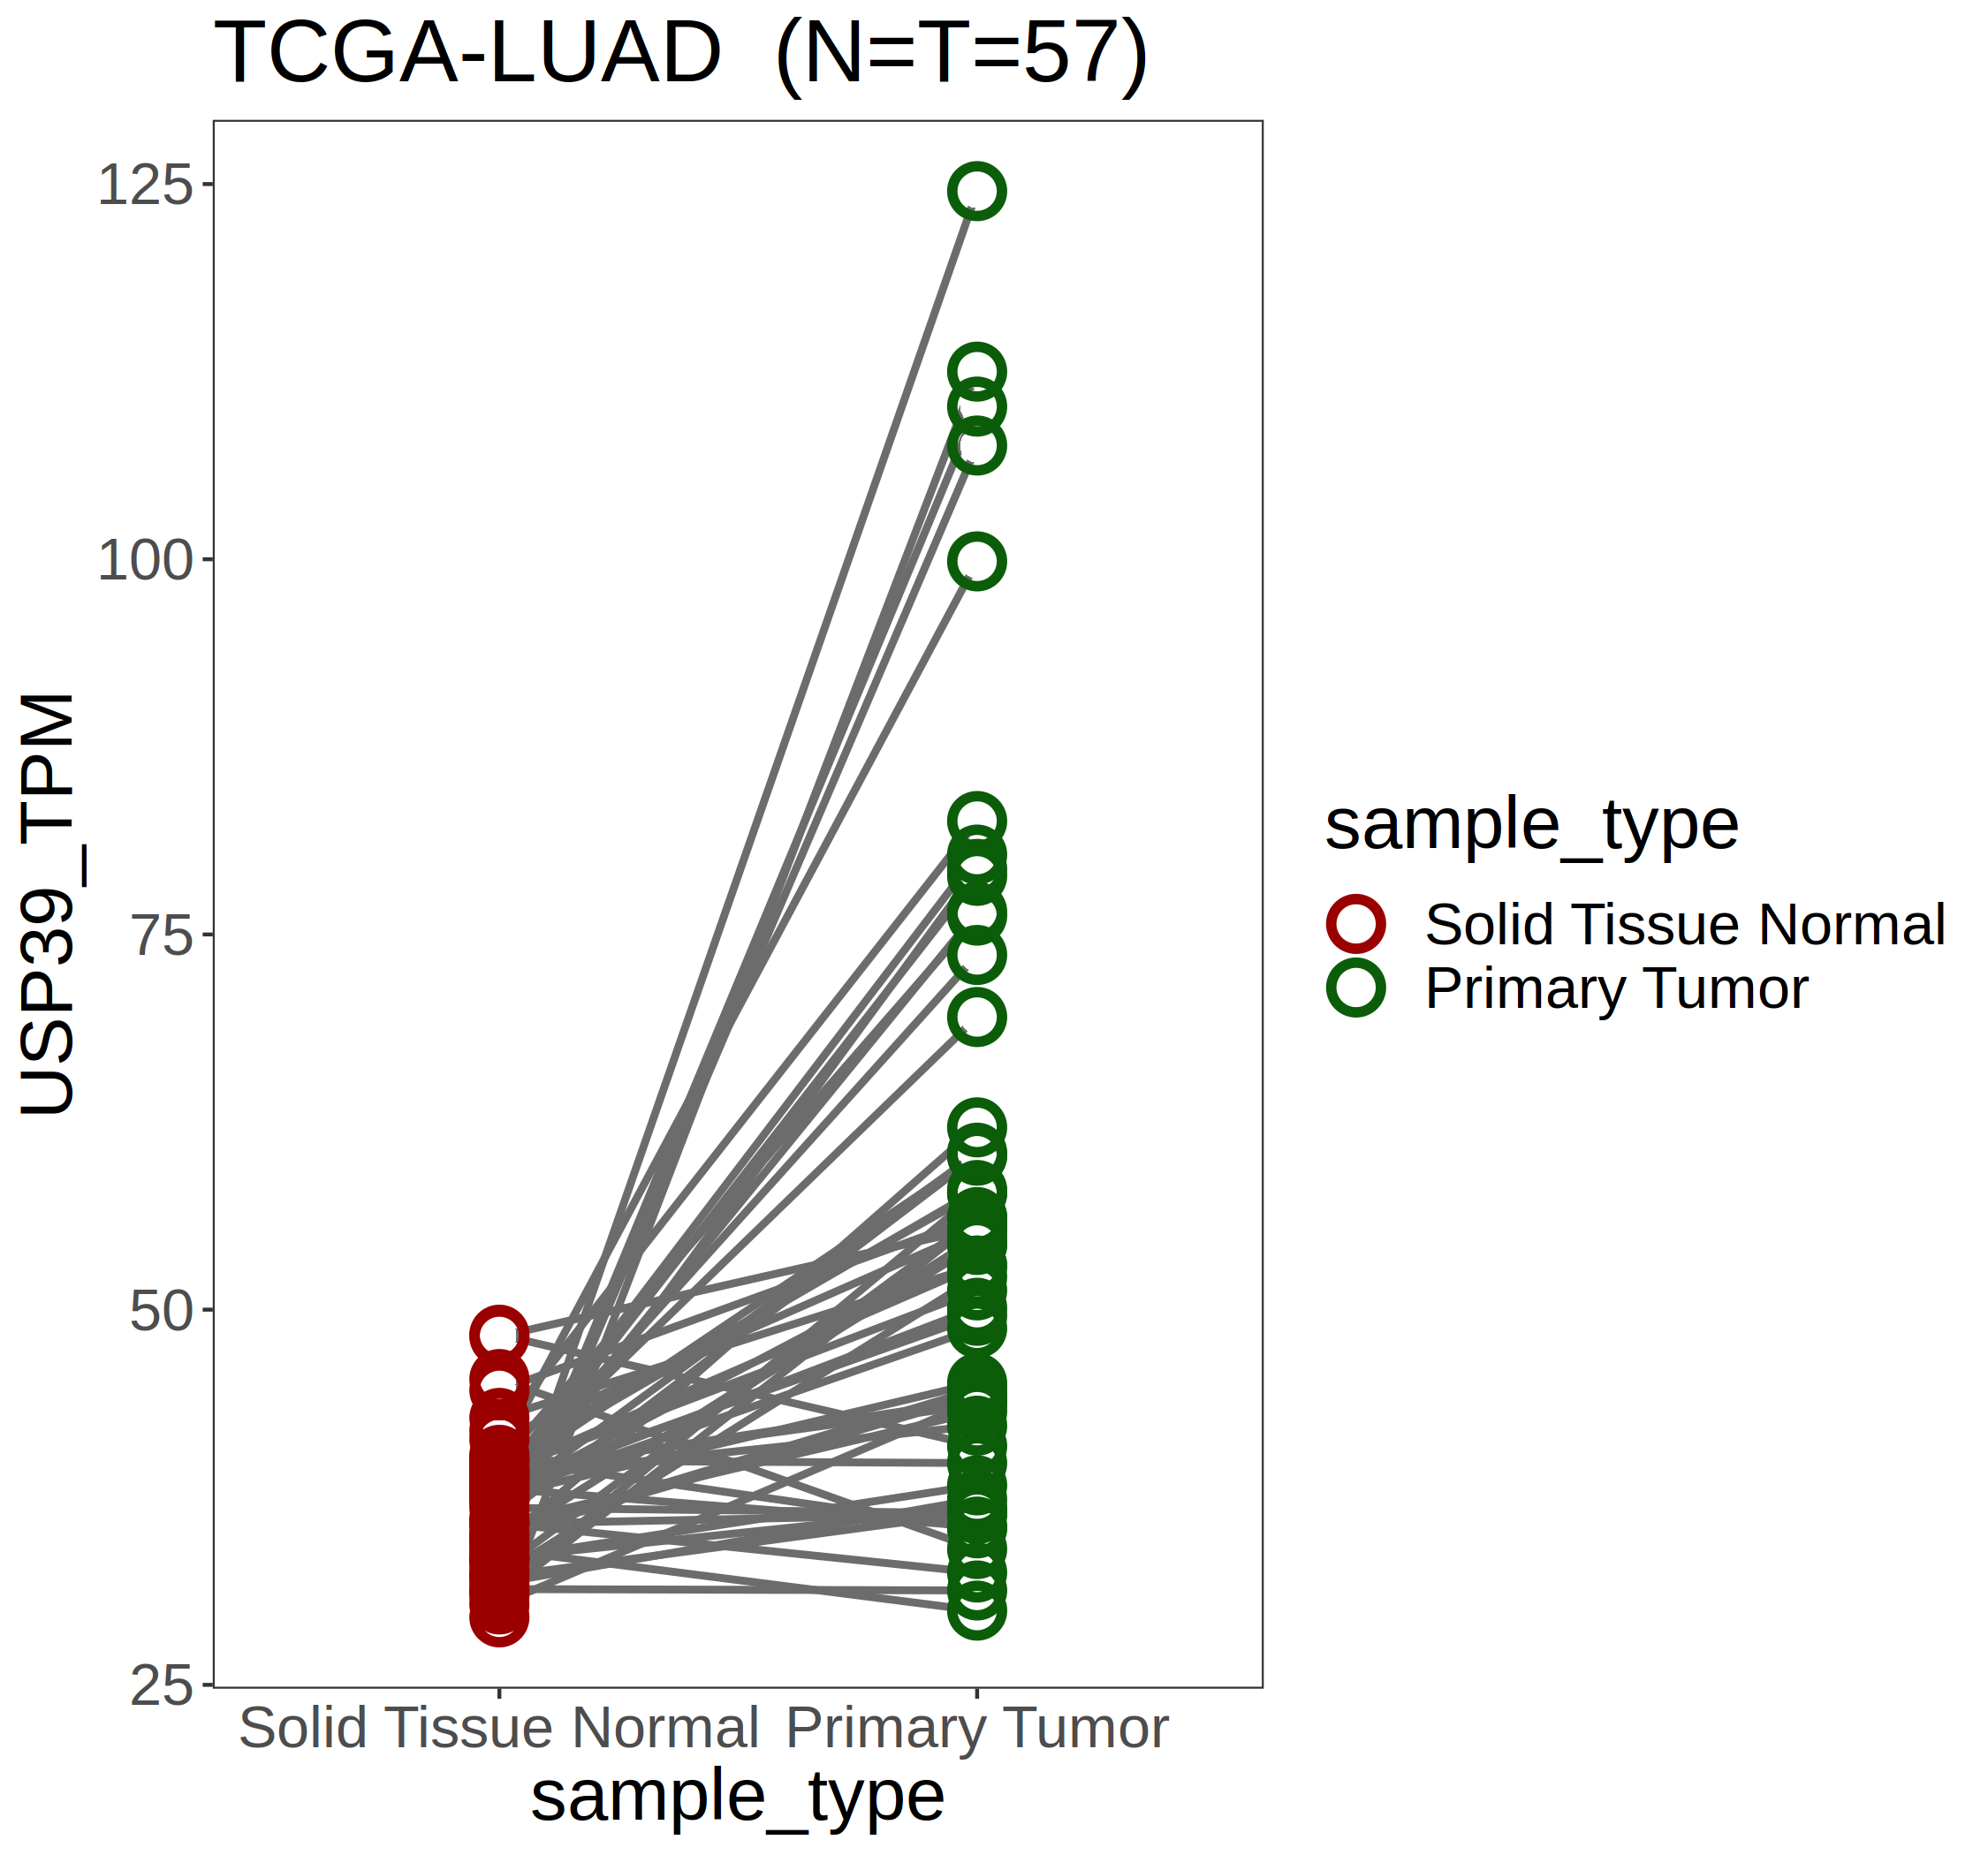 TCGA-LUAD  (N=T=57)
USP39_TPM
125
100
75
50
25
Solid Tissue Normal
Primary Tumor
sample_type
sample_type
Solid Tissue Normal
Primary Tumor